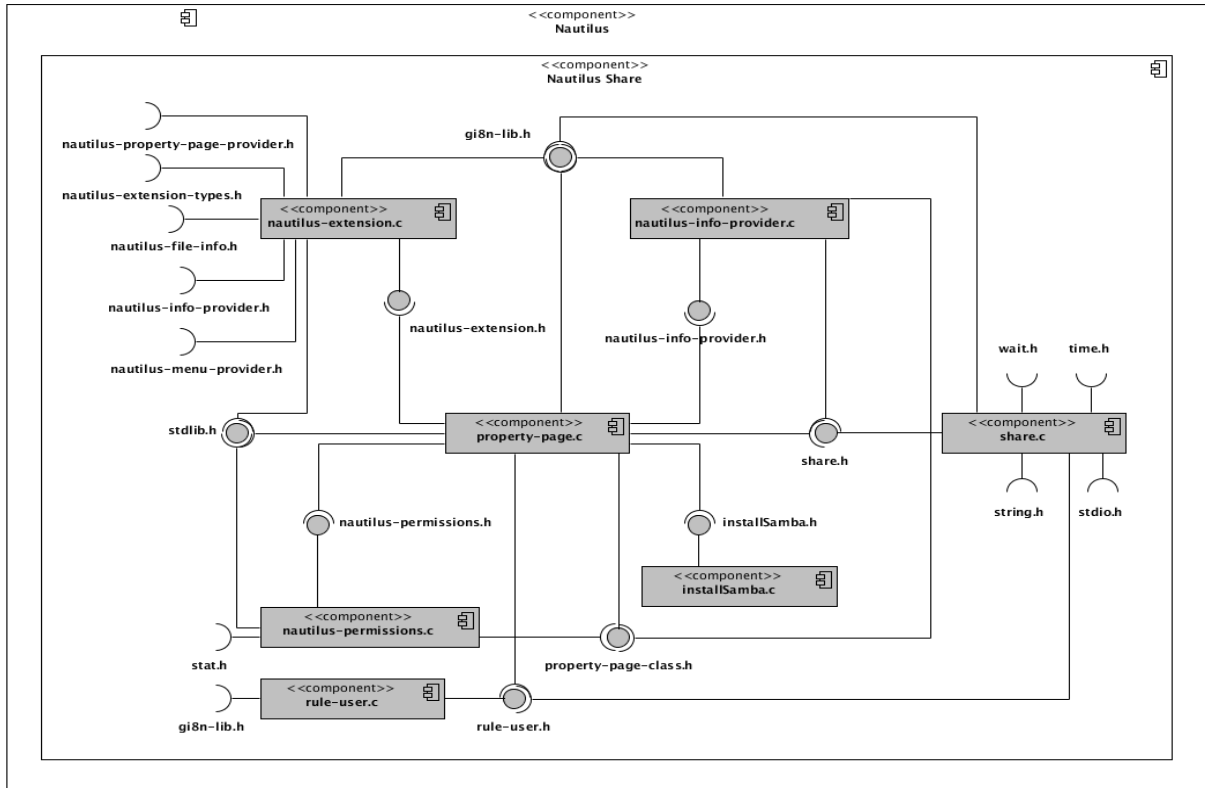 <<component>>
Nautilus
<<component>>
Nautilus Share
gi8n-lib.h
nautilus-property-page-provider.h
nautilus-extension-types.h
<<component>>
nautilus-extension.c
<<component>>
nautilus-info-provider.c
nautilus-file-info.h
nautilus-info-provider.h
nautilus-extension.h
nautilus-info-provider.h
nautilus-menu-provider.h
wait.h
time.h
stdlib.h
<<component>>
property-page.c
share.h
<<component>>
share.c
string.h
stdio.h
nautilus-permissions.h
installSamba.h
<<component>>
installSamba.c
<<component>>
nautilus-permissions.c
stat.h
property-page-class.h
<<component>>
rule-user.c
gi8n-lib.h
rule-user.h